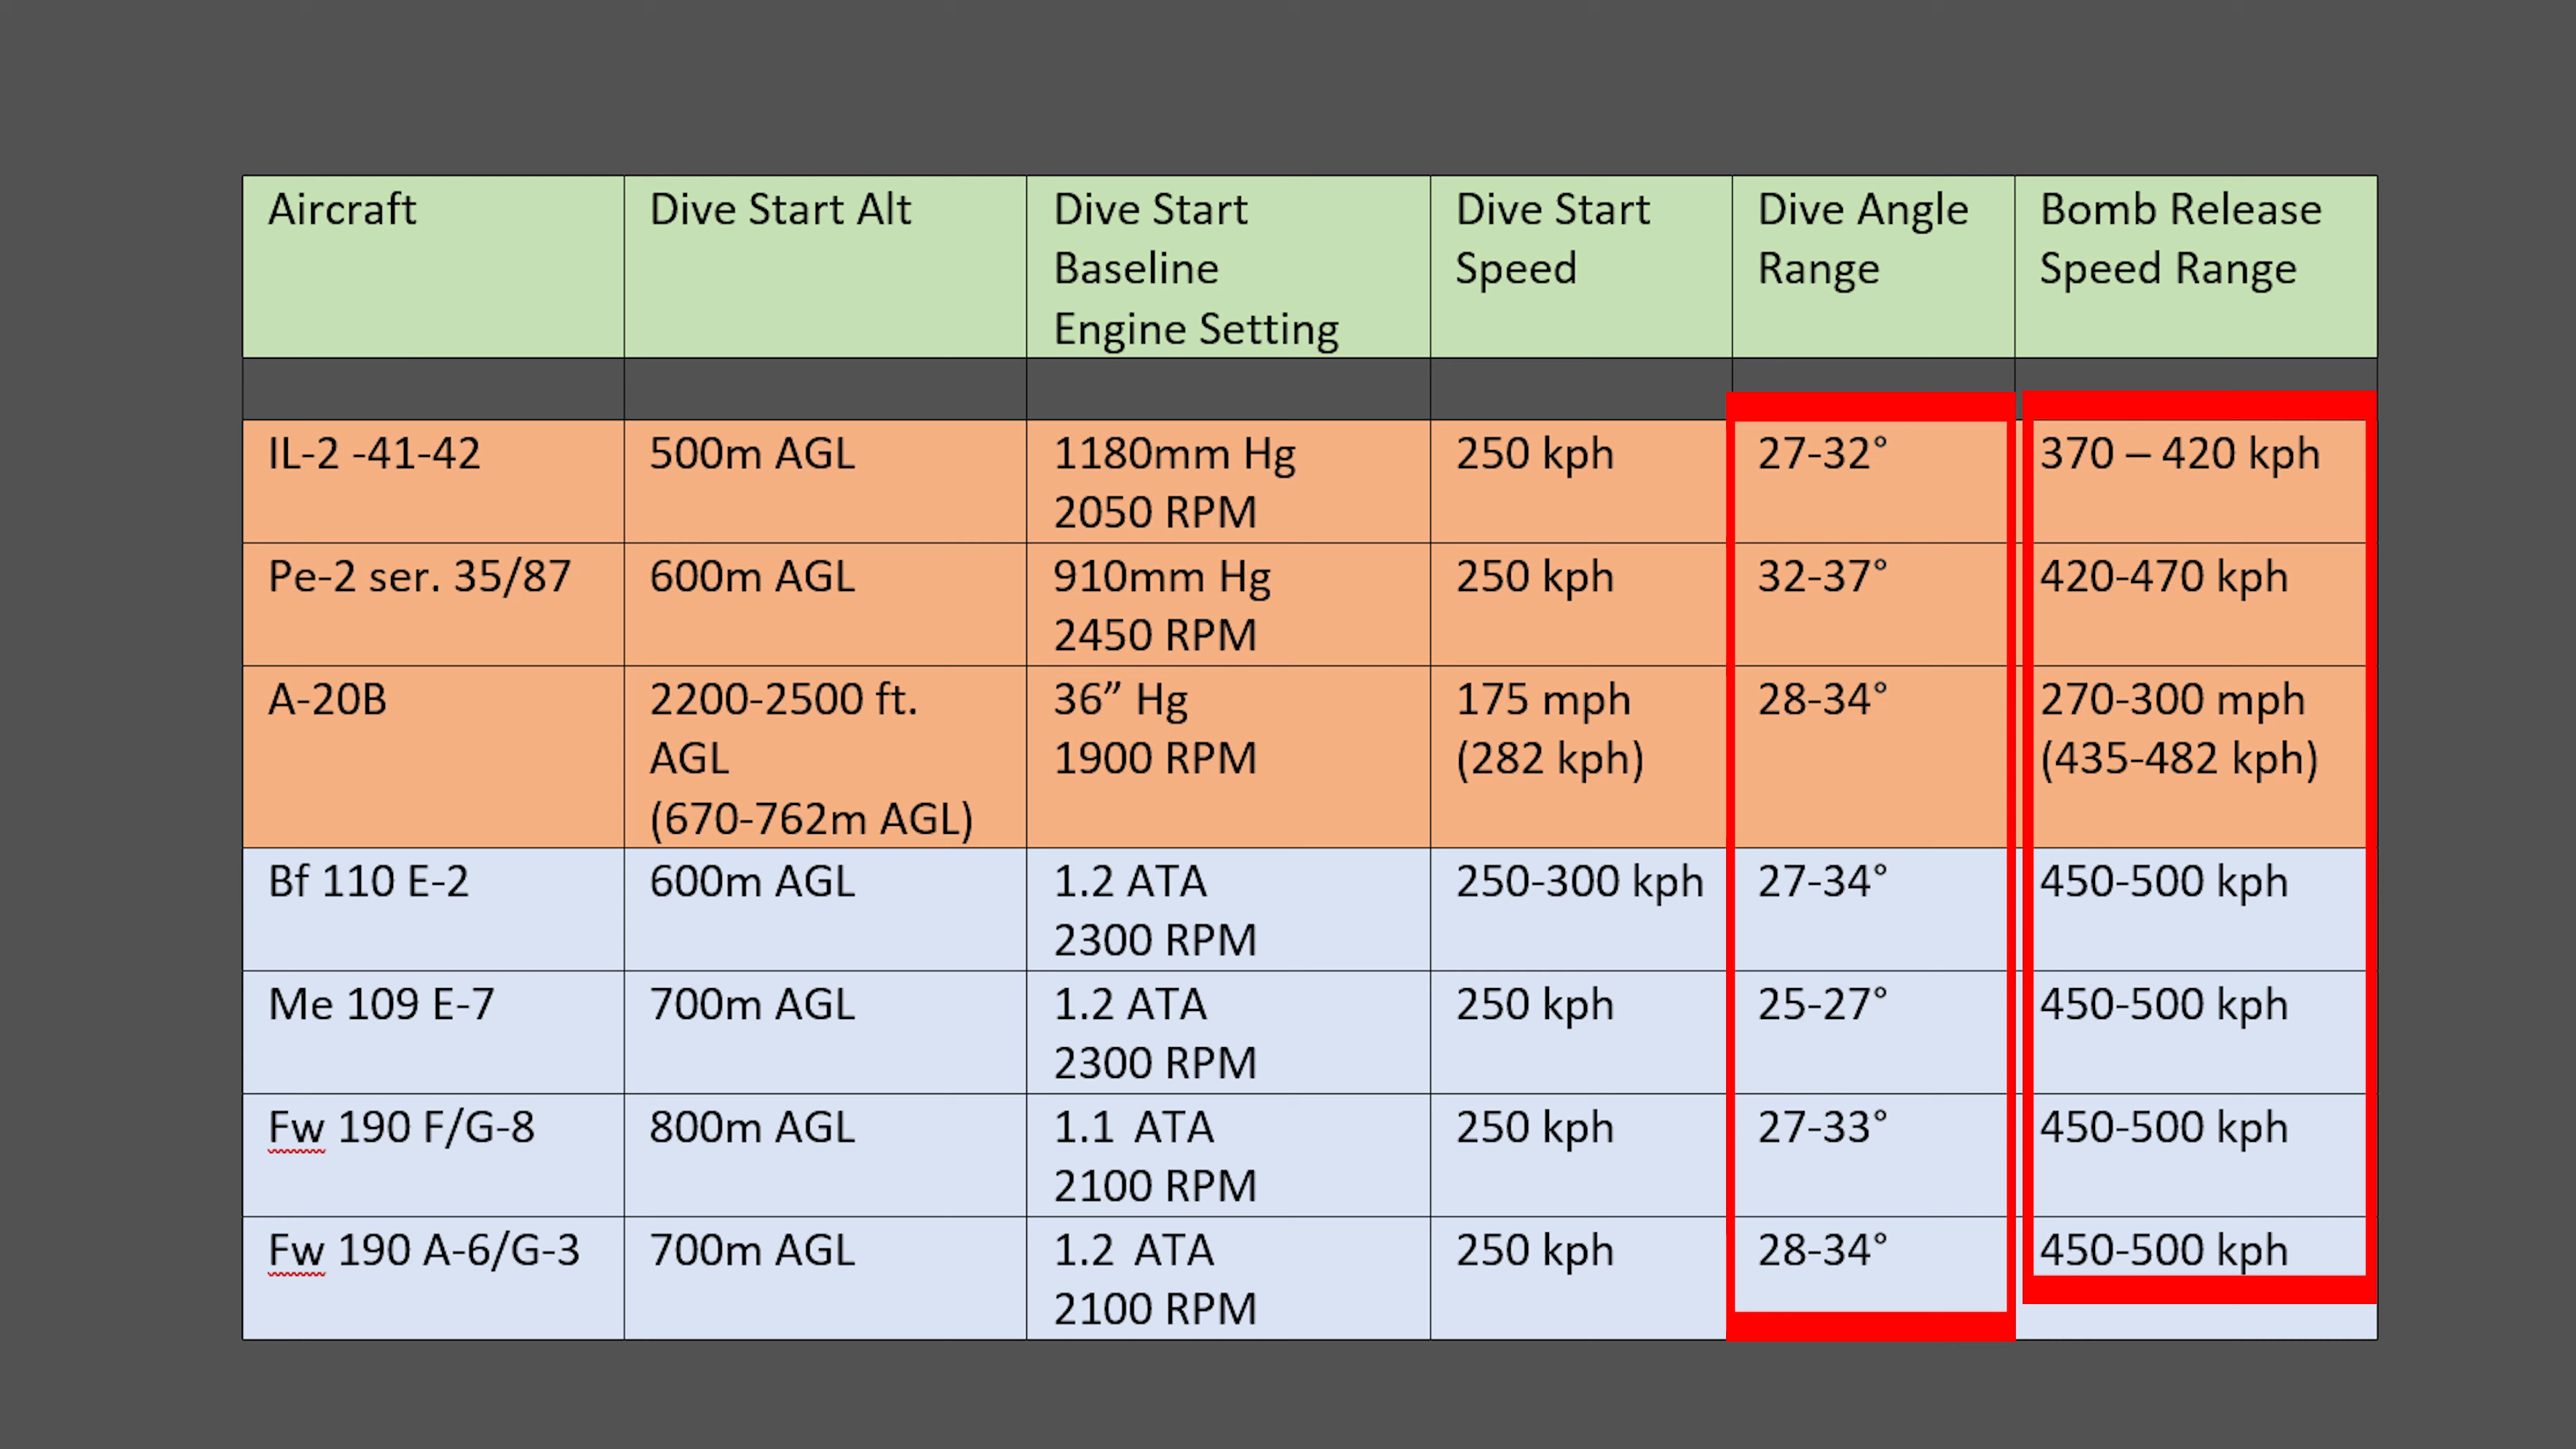 Aircraft
Dive Start Alt
Dive Start
Baseline
Engine Setting
Dive Start
Speed
Dive Angle
Range
Bomb Release
Speed Range
IL-2 -41-42
500m AGL
1180mm Hg
2050 RPM
250 kph
27-32°
370 – 420 kph
Pe-2 ser. 35/87
600m AGL
910mm Hg
2450 RPM
250 kph
32-37°
420-470 kph
A-20B
2200-2500 ft.
AGL
(670-762m AGL)
36” Hg
1900 RPM
175 mph
(282 kph)
28-34°
270-300 mph
(435-482 kph)
Bf 110 E-2
600m AGL
1.2 ATA
2300 RPM
250-300 kph
27-34°
450-500 kph
Me 109 E-7
700m AGL
1.2 ATA
2300 RPM
250 kph
25-27°
450-500 kph
Fw 190 F/G-8
800m AGL
1.1 ATA
2100 RPM
250 kph
27-33°
450-500 kph
Fw 190 A-6/G-3
700m AGL
1.2 ATA
2100 RPM
250 kph
28-34°
450-500 kph